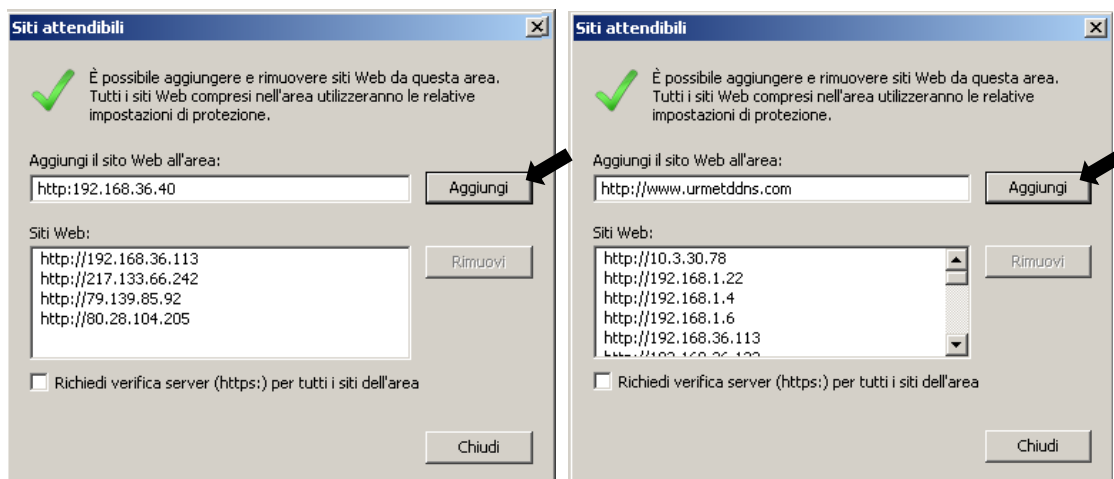 Siti attendibili
È possibile aggiungere e rimuovere siti Web da questa area.
Tutti i siti Web compresi nell'area utilizzeranno le relative
impostazioni di protezione.
Aggiungi il sito Web all'area:
http:192.168.36.40
Aggiungi
Siti Web:
http://192.168.36.113
http://217.133.66.242
http://79.139.85.92
http://80.28.104.205
Rimuovi
Richiedi verifica server (https:) per tutti i siti dell'area
Chiudi
Siti attendibili
È possibile aggiungere e rimuovere siti Web da questa area.
Tutti i siti Web compresi nell'area utilizzeranno le relative
impostazioni di protezione.
Aggiungi il sito Web all'area:
http://www.urmetddns.com
Aggiungi
Siti Web:
http://10.3.30.78
http://192.168.1.22
http://192.168.1.4
http://192.168.1.6
http://192.168.36.113
Rimuovi
Richiedi verifica server (https:) per tutti i siti dell'area
Chiudi